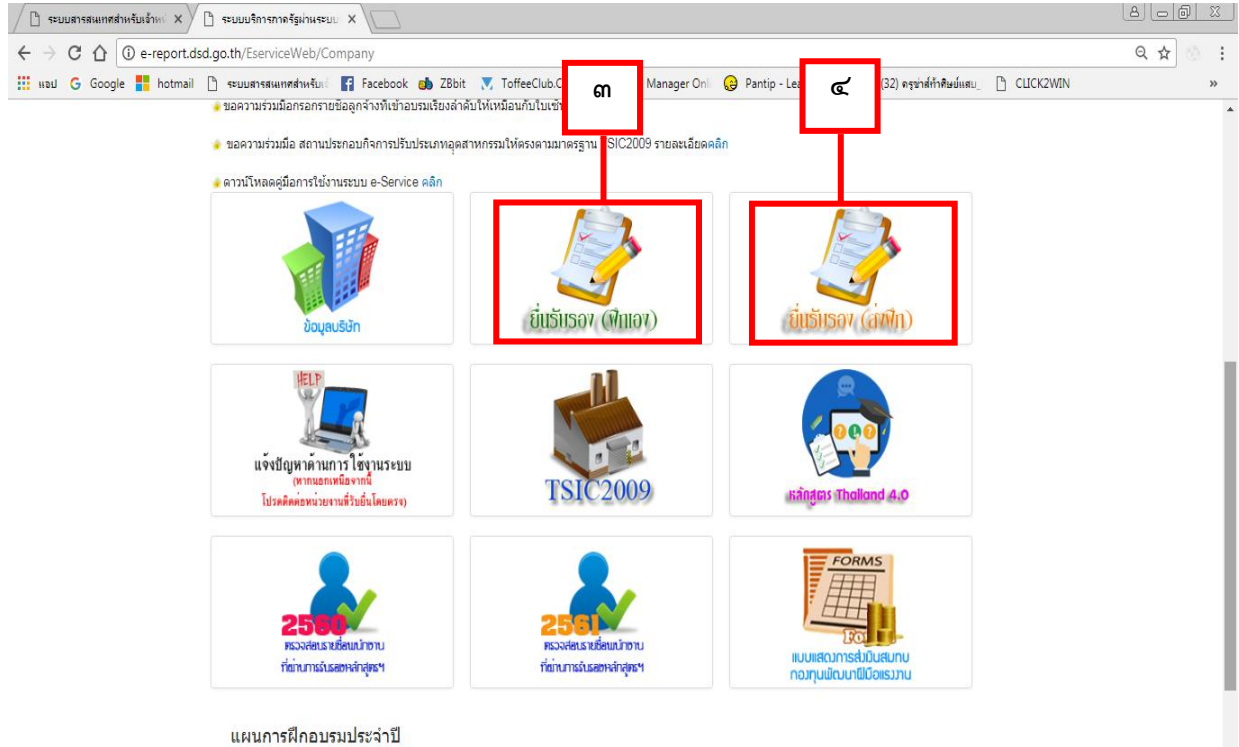 ระบบสารสนเทศสำหรับเจ้าหน้
ระบบบริการภาครัฐผ่านระบบ
e-report.dsd.go.th/EserviceWeb/Company
แอป Google hotmail ระบบสารสนเทศสำหรับเจ้ Facebook ZBbit ToffeeClub.C Manager Onli Pantip - Lea (32) CLICK2WIN »
๓
๔
ขอความร่วมมือกรอกรายชื่อลูกจ้างที่เข้าอบรมเรียงลำดับให้เหมือนกับใบเซ็น
ขอความร่วมมือ สถานประกอบกิจการปรับประเภทอุตสาหกรรมให้ตรงตามมาตรฐาน TSIC2009 รายละเอียดคลิก
ดาวน์โหลดคู่มือการใช้งานระบบ e-Service คลิก
ข้อมูลบริษัท
ยื่นรับรอง (ฝึกเอง)
ยื่นรับรอง (ส่งฝึก)
HELP
แจ้งปัญหาด้านการใช้งานระบบ
(หากนอกเหนือจากนี้
โปรดติดต่อหน่วยงานที่รับยื่นโดยตรง)
TSIC2009
หลักสูตร Thailand 4.0
2560
ตรวจสอบรายชื่อพนักงาน
ที่ผ่านการรับรองหลักสูตรฯ
2561
ตรวจสอบรายชื่อพนักงาน
ที่ผ่านการรับรองหลักสูตรฯ
FORMS
แบบแสดงการส่งเงินสมทบ
กองทุนพัฒนาฝีมือแรงงาน
แผนการฝึกอบรมประจำปี